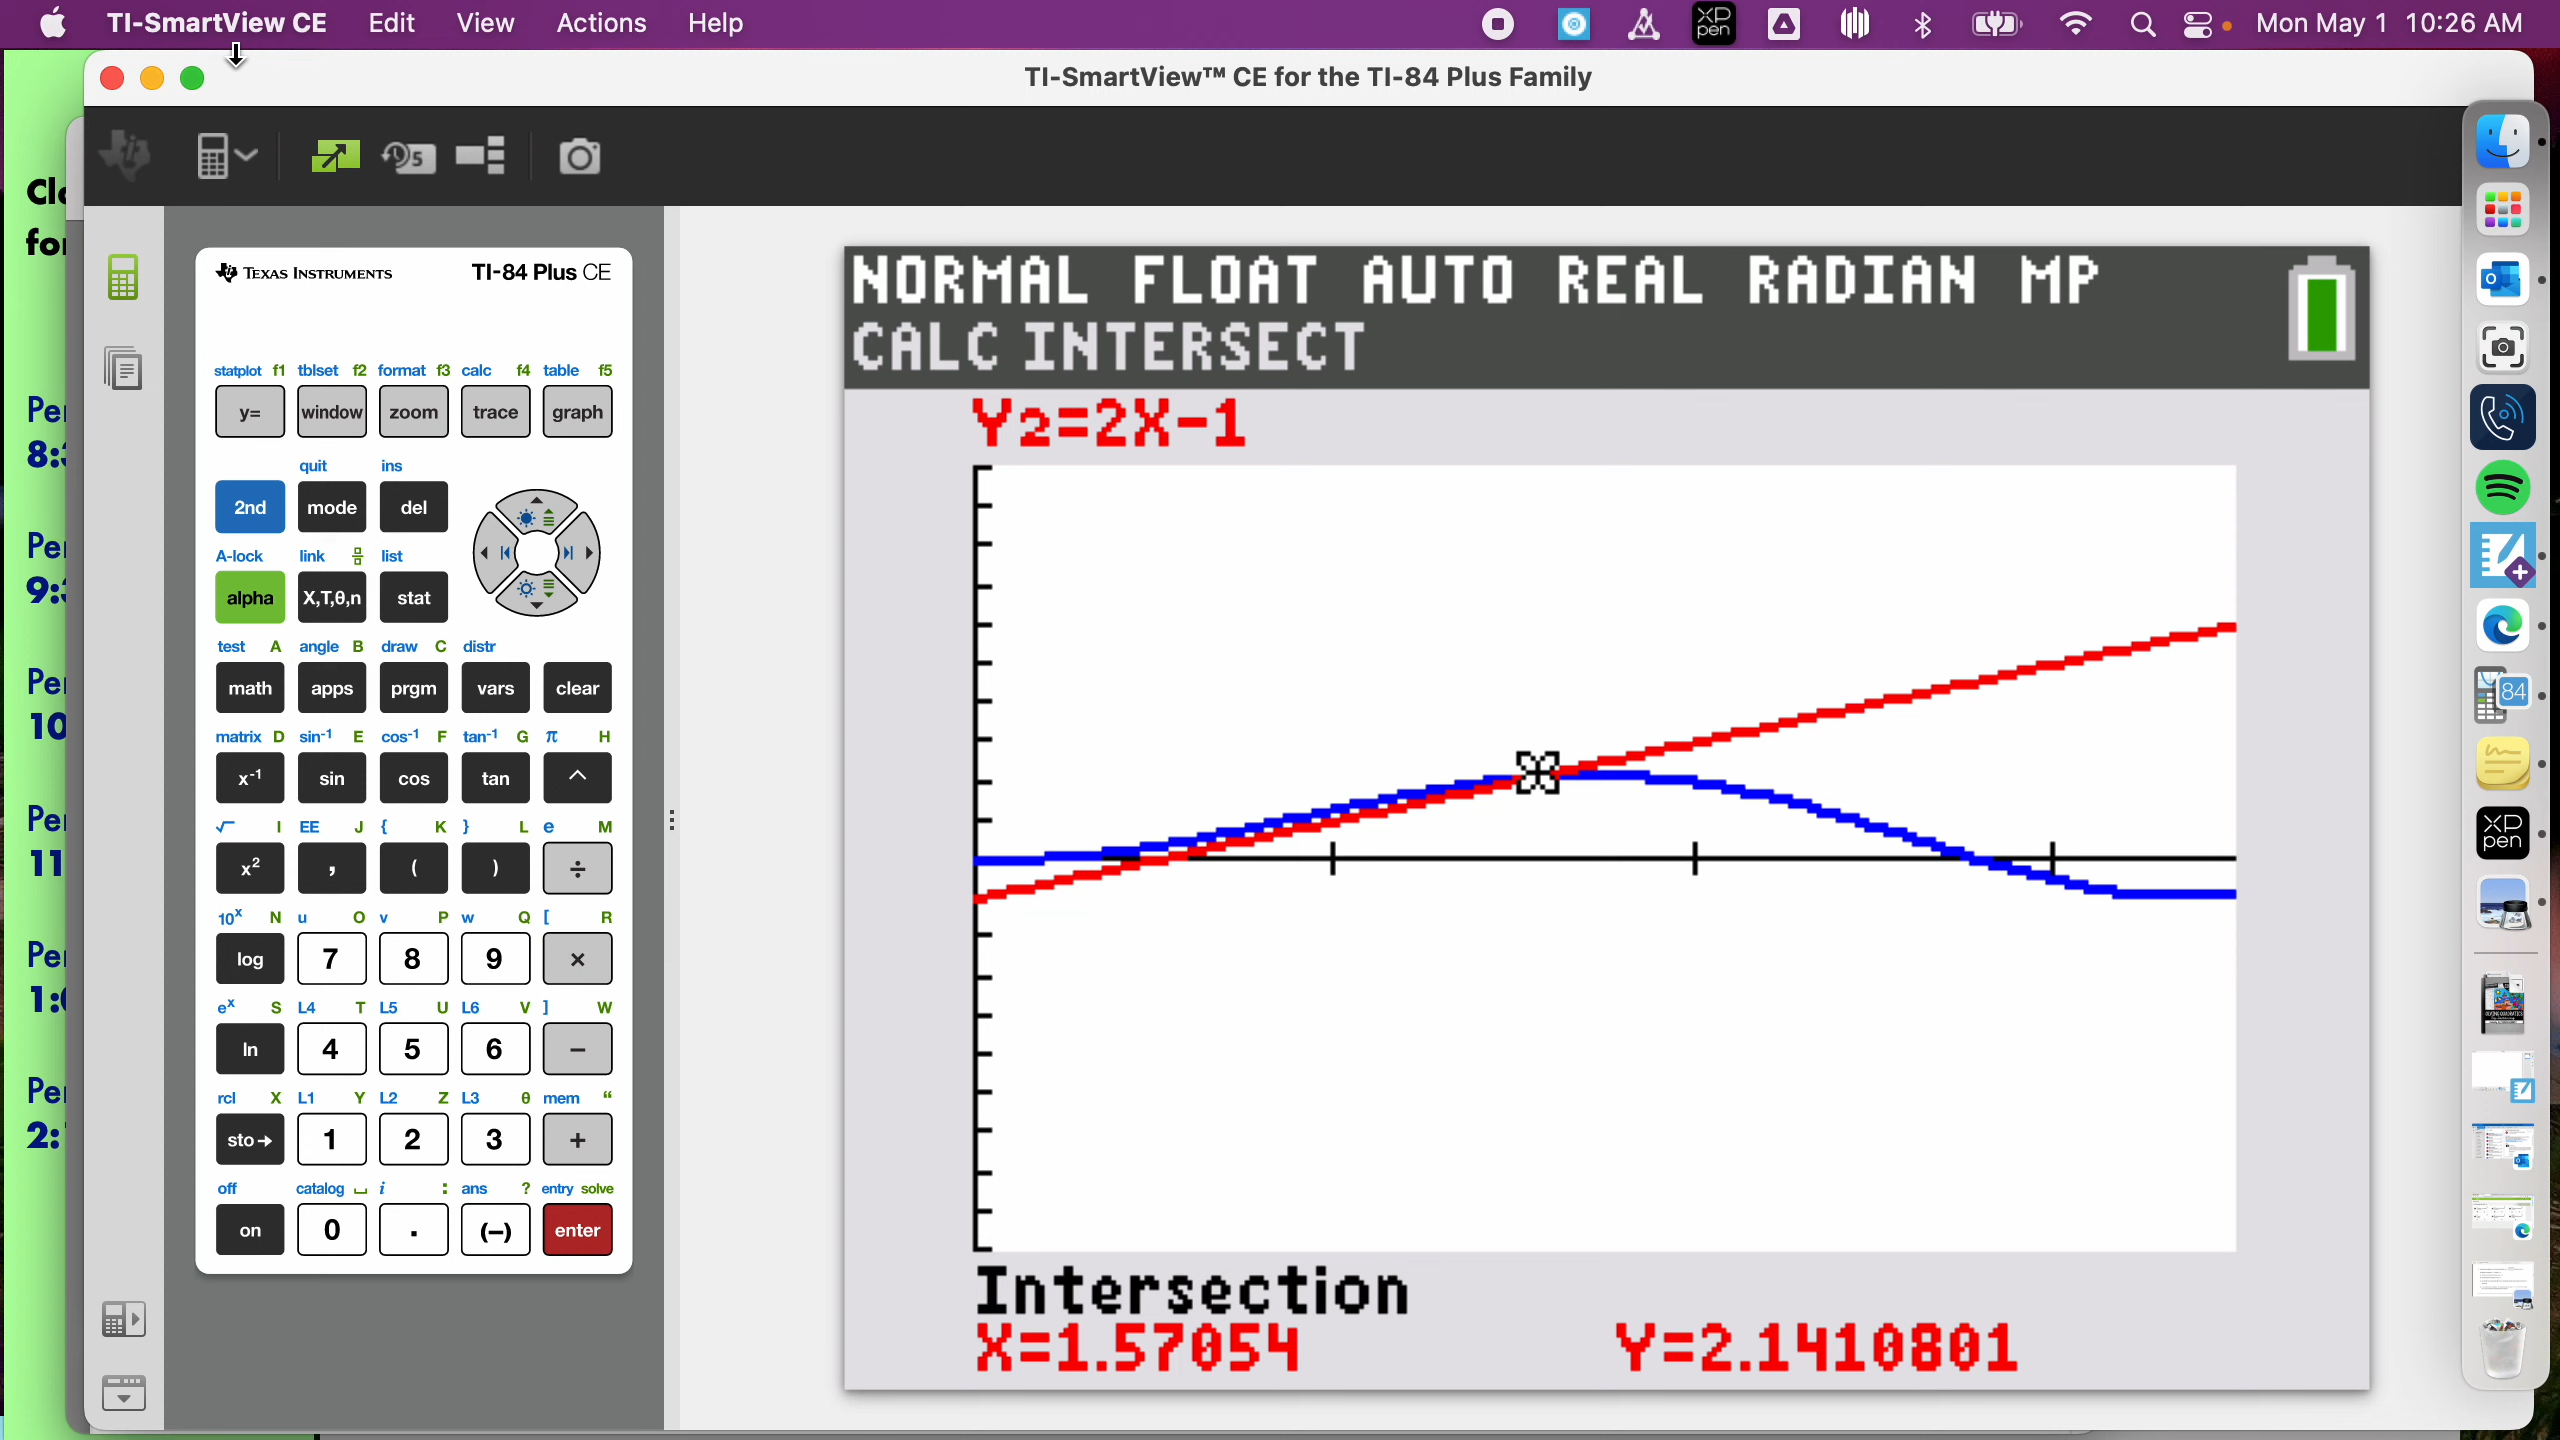 TI-SmartView CE Edit View Actions Help
XP pen
Mon May 1 10:26 AM
TI-SmartView™ CE for the TI-84 Plus Family
5
TEXAS INSTRUMENTS TI-84 Plus CE
statplot f1 tblset f2 format f3 calc f4 table f5
y= window zoom trace graph
quit ins
2nd mode del
A-lock link list
alpha X,T,θ,n stat
test A angle B draw C distr
math apps prgm vars clear
matrix D sin⁻¹ E cos⁻¹ F tan⁻¹ G π H
x⁻¹ sin cos tan ^
√ I EE J { K } L e M
x² , ( ) ÷
10ˣ N u O v P w Q [ R
log 7 8 9 ×
eˣ S L4 T L5 U L6 V ] W
ln 4 5 6 −
rcl X L1 Y L2 Z L3 θ mem “
sto→ 1 2 3 +
off catalog ⎵ i : ans ? entry solve
on 0 . (−) enter
NORMAL FLOAT AUTO REAL RADIAN MP
CALC INTERSECT
Y₂=2X-1
Intersection
X=1.57054 Y=2.1410801
84
XP pen